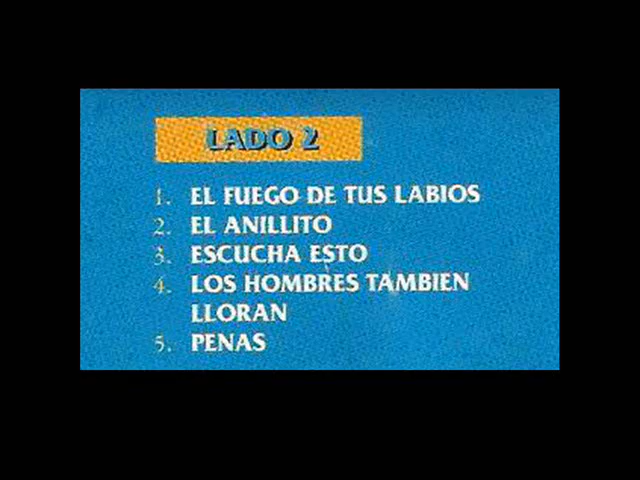 LADO 2
1. EL FUEGO DE TUS LABIOS
2. EL ANILLITO
3. ESCUCHA ESTO
4. LOS HOMBRES TAMBIEN
LLORAN
5. PENAS